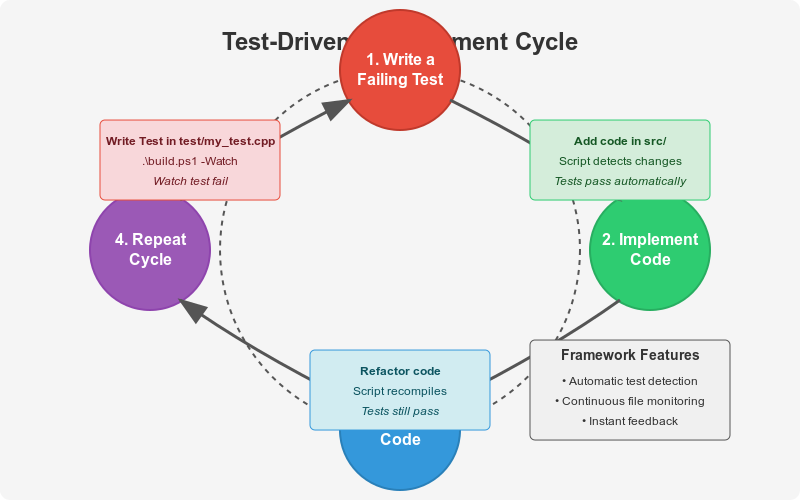 Test-Driven ment Cycle
1. Write a
Failing Test
Write Test in test/my_test.cpp
.\build.ps1 -Watch
Watch test fail
Add code in src/
Script detects changes
Tests pass automatically
4. Repeat
Cycle
2. Implement
Code
Refactor code
Script recompiles
Tests still pass
Code
Framework Features
• Automatic test detection
• Continuous file monitoring
• Instant feedback